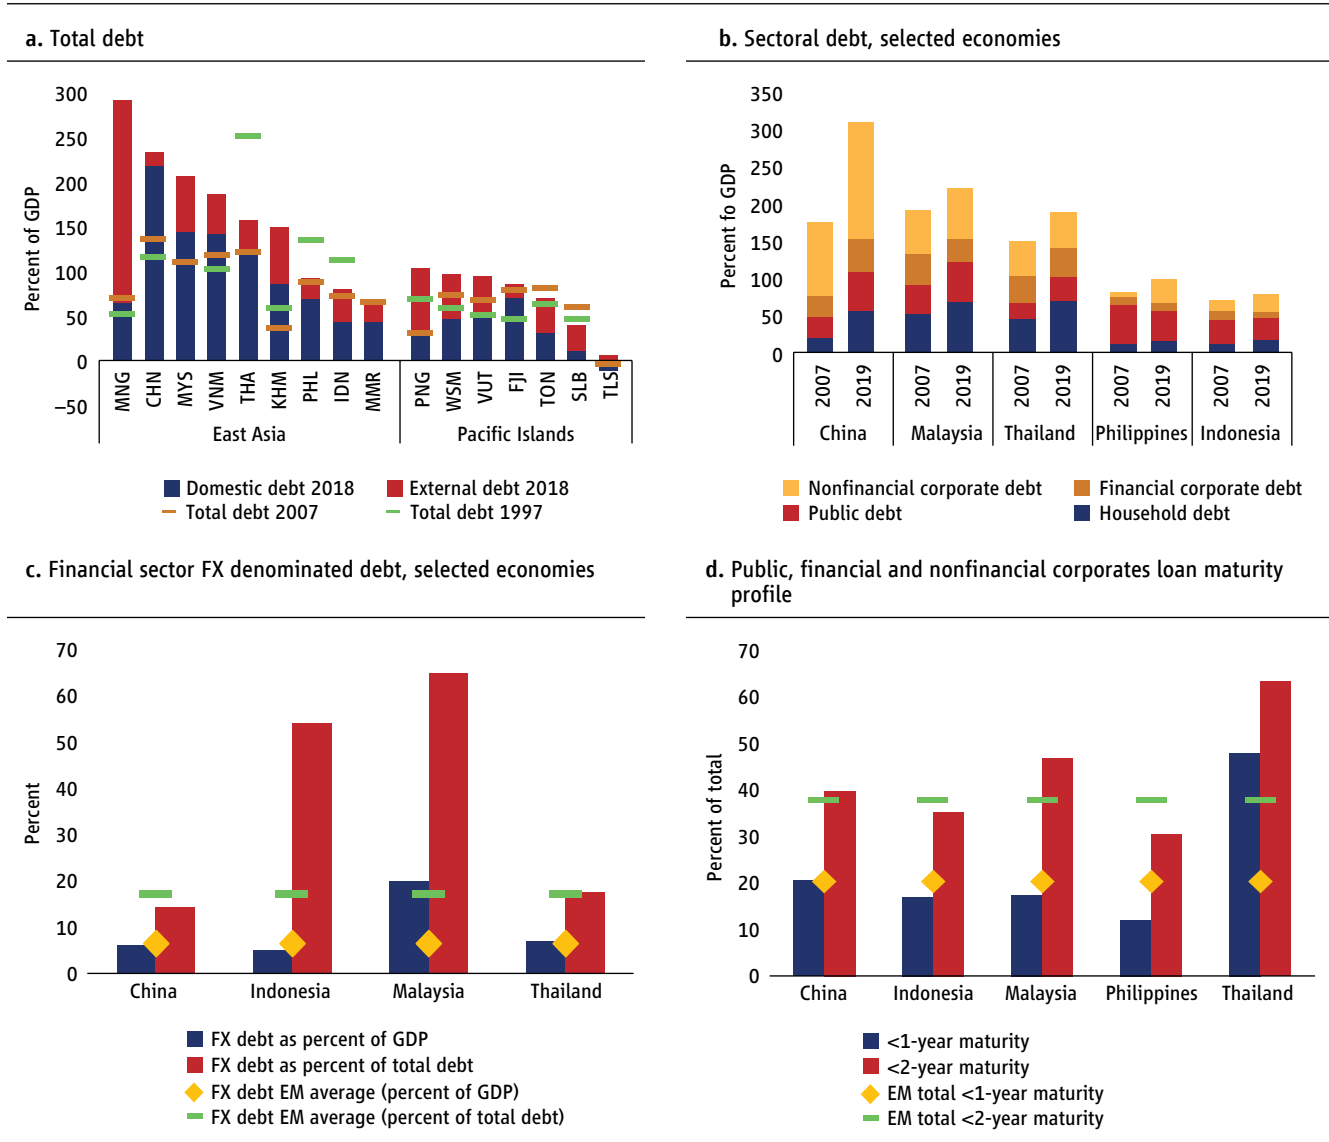 a. Total debt
Percent of GDP
300
250
200
150
100
50
0
–50
MNG CHN MYS VNM THA KHM PHL IDN MMR PNG WSM VUT FJI TON SLB TLS
East Asia Pacific Islands
Domestic debt 2018 External debt 2018
Total debt 2007 Total debt 1997
b. Sectoral debt, selected economies
Percent fo GDP
350
300
250
200
150
100
50
0
2007 2019 2007 2019 2007 2019 2007 2019 2007 2019
China Malaysia Thailand Philippines Indonesia
Nonfinancial corporate debt Financial corporate debt
Public debt Household debt
c. Financial sector FX denominated debt, selected economies
Percent
70
60
50
40
30
20
10
0
China Indonesia Malaysia Thailand
FX debt as percent of GDP
FX debt as percent of total debt
FX debt EM average (percent of GDP)
FX debt EM average (percent of total debt)
d. Public, financial and nonfinancial corporates loan maturity
profile
Percent of total
70
60
50
40
30
20
10
0
China Indonesia Malaysia Philippines Thailand
<1-year maturity
<2-year maturity
EM total <1-year maturity
EM total <2-year maturity